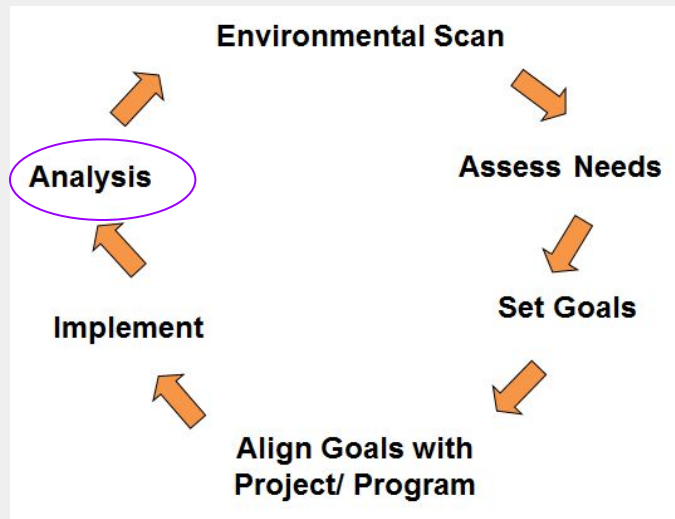 Environmental Scan
Assess Needs
Set Goals
Align Goals with
Project/ Program
Implement
Analysis